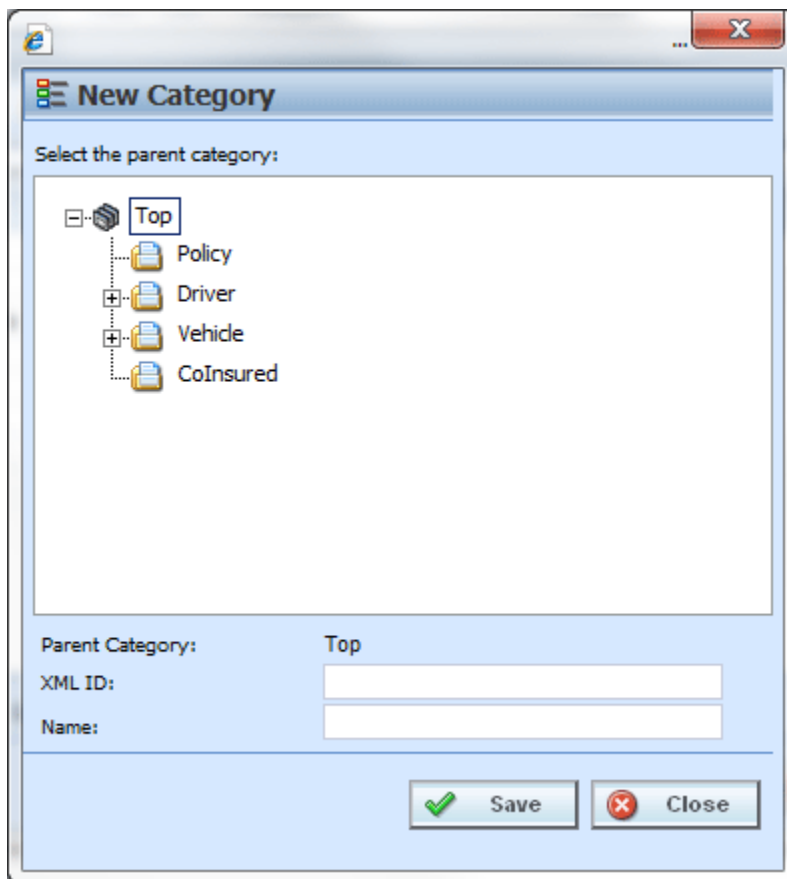 ...
New Category
Select the parent category:
Top
Policy
Driver
Vehicle
CoInsured
Parent Category: Top
XML ID:
Name:
Save Close